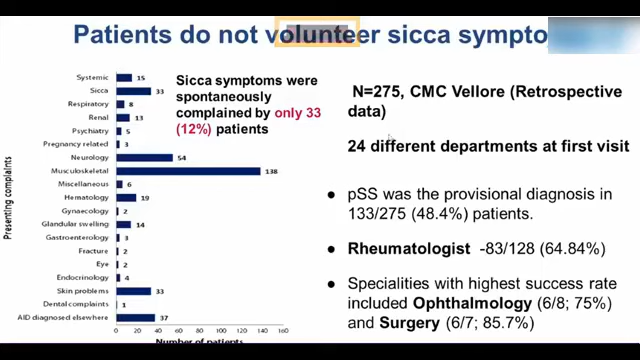 Patients do not volunteer sicca
Presenting complaints
Systemic 15
Sicca 33
Respiratory 8
Renal 13
Psychiatry 5
Pregnancy related 3
Neurology 54
Musculoskeletal 138
Miscellaneous 6
Hematology 19
Gynaecology 2
Glandular swelling 14
Gastroenterology 3
Fracture 2
Eye 2
Endocrinology 4
Skin problems 33
Dental complaints 1
AID diagnosed elsewhere 37
0 20 40 60 80 100 120 140 160
Number of patients
Sicca symptoms were
spontaneously
complained by only 33
(12%) patients
N=275, CMC Vellore (Retrospective
data)
24 different departments at first visit
● pSS was the provisional diagnosis in
133/275 (48.4%) patients.
● Rheumatologist -83/128 (64.84%)
● Specialities with highest success rate
included Ophthalmology (6/8; 75%)
and Surgery (6/7; 85.7%)